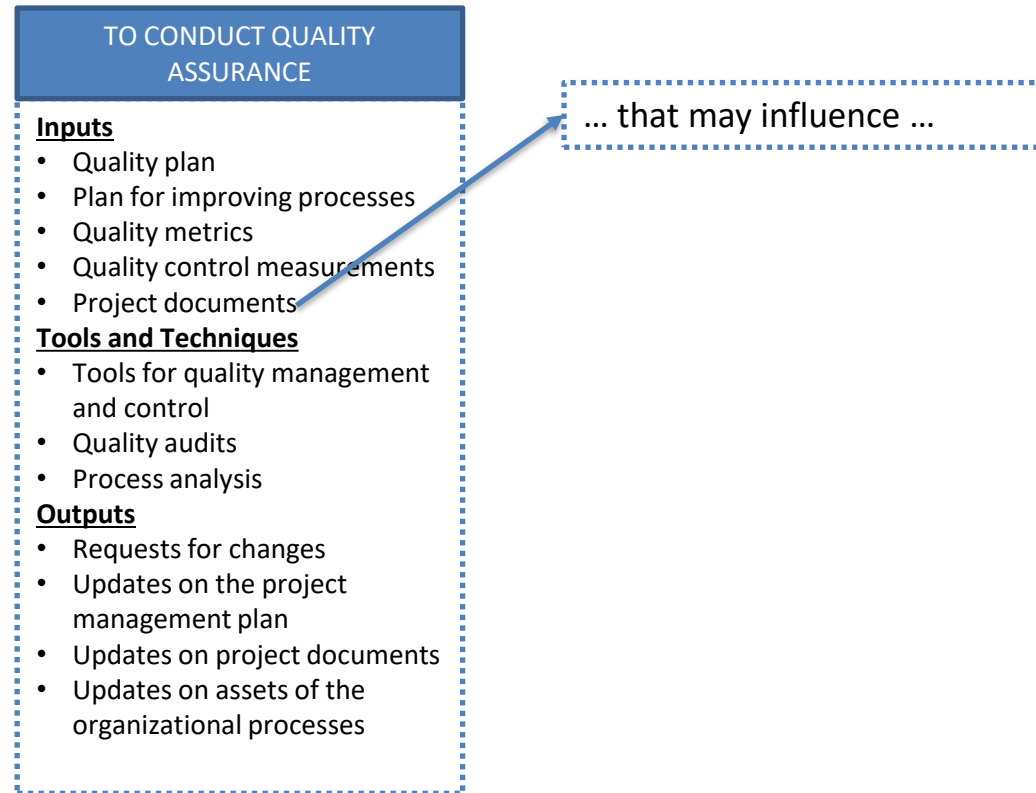 TO CONDUCT QUALITY
ASSURANCE
Inputs
• Quality plan
• Plan for improving processes
• Quality metrics
• Quality control measurements
• Project documents
Tools and Techniques
• Tools for quality management
and control
• Quality audits
• Process analysis
Outputs
• Requests for changes
• Updates on the project
management plan
• Updates on project documents
• Updates on assets of the
organizational processes
… that may influence …